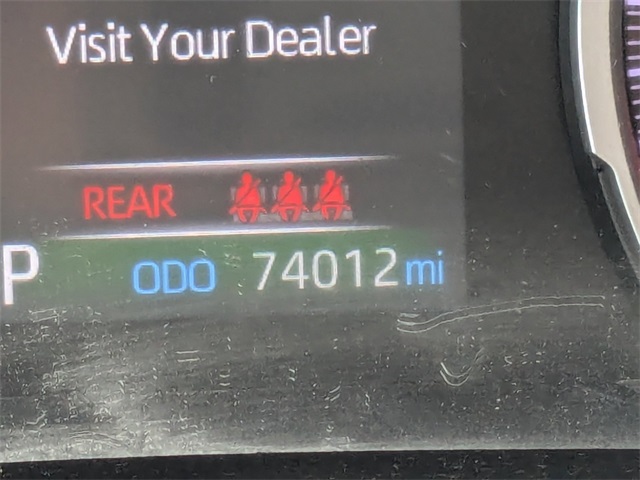 Visit Your Dealer
REAR
P ODO 74012 mi